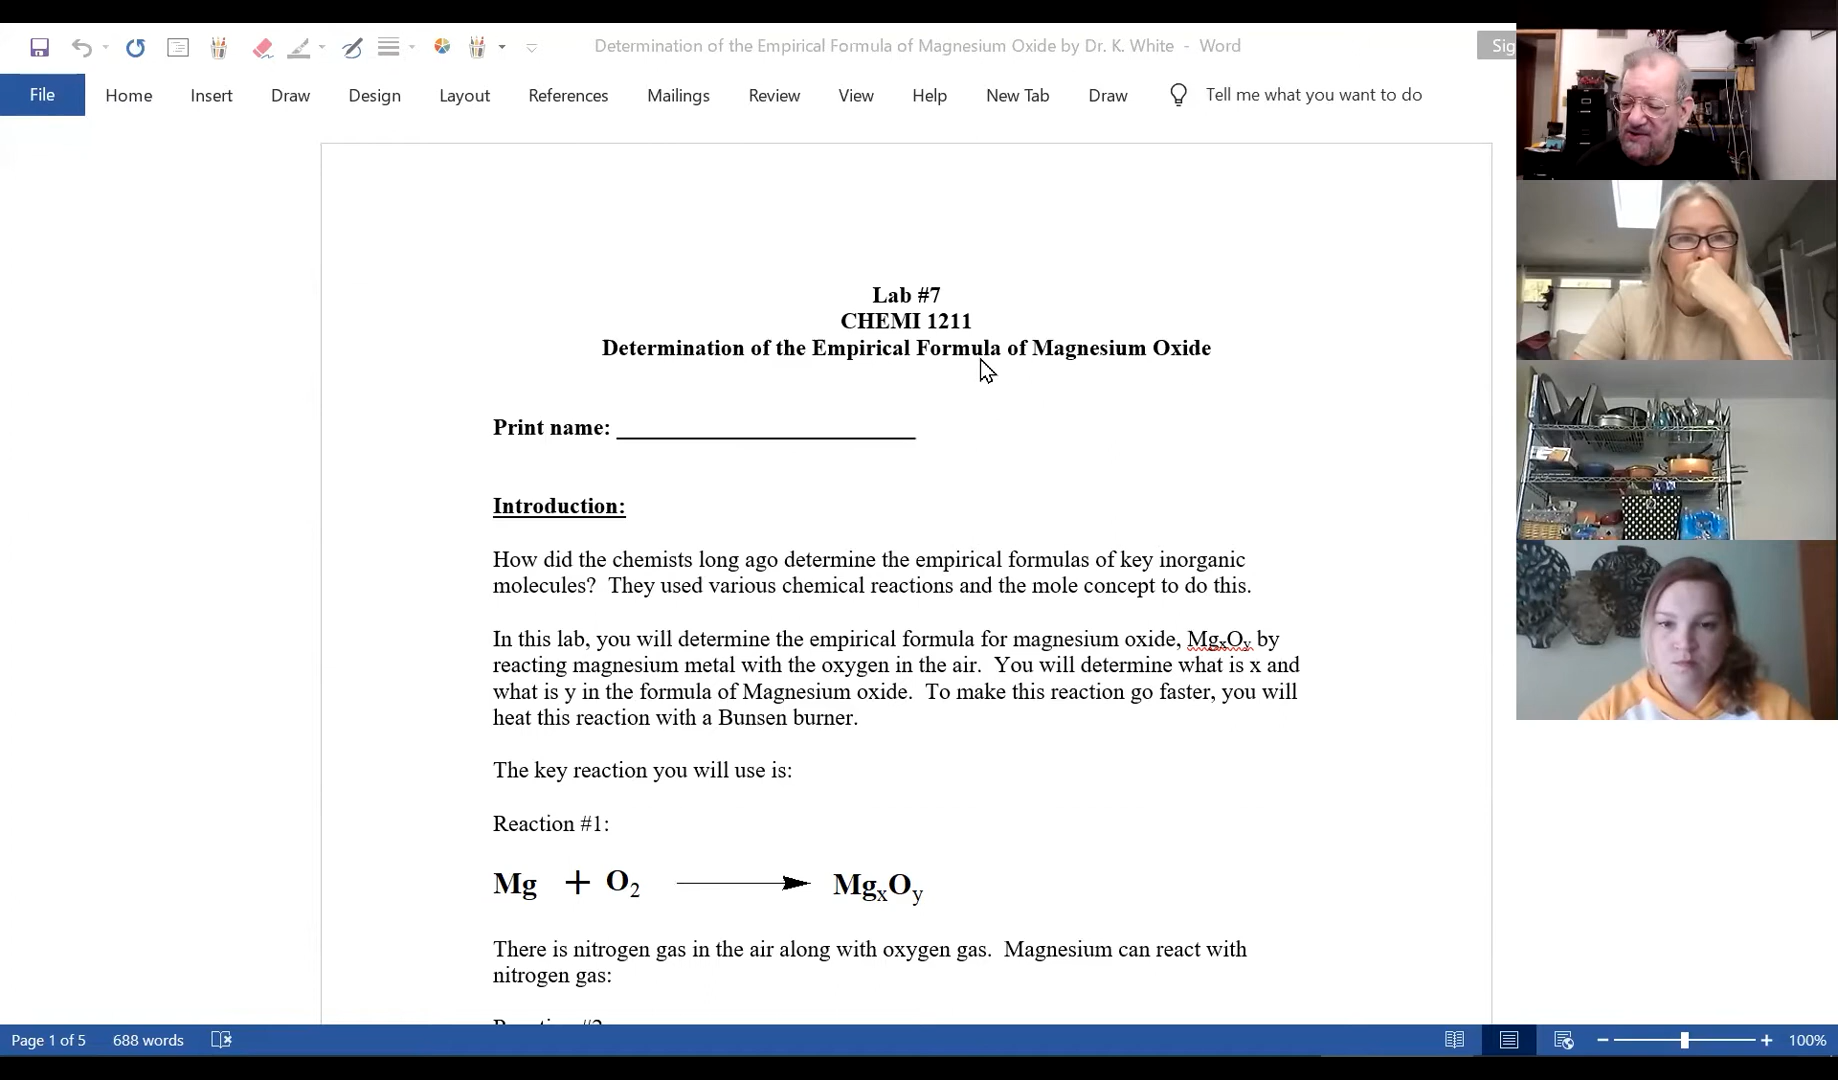 Determination of the Empirical Formula of Magnesium Oxide by Dr. K. White - Word
Sig
File Home Insert Draw Design Layout References Mailings Review View Help New Tab Draw Tell me what you want to do
Lab #7
CHEMI 1211
Determination of the Empirical Formula of Magnesium Oxide
Print name: ___________________________
Introduction:
How did the chemists long ago determine the empirical formulas of key inorganic
molecules? They used various chemical reactions and the mole concept to do this.
In this lab, you will determine the empirical formula for magnesium oxide, MgxOy by
reacting magnesium metal with the oxygen in the air. You will determine what is x and
what is y in the formula of Magnesium oxide. To make this reaction go faster, you will
heat this reaction with a Bunsen burner.
The key reaction you will use is:
Reaction #1:
Mg + O2 → MgxOy
There is nitrogen gas in the air along with oxygen gas. Magnesium can react with
nitrogen gas:
Page 1 of 5 688 words 100%